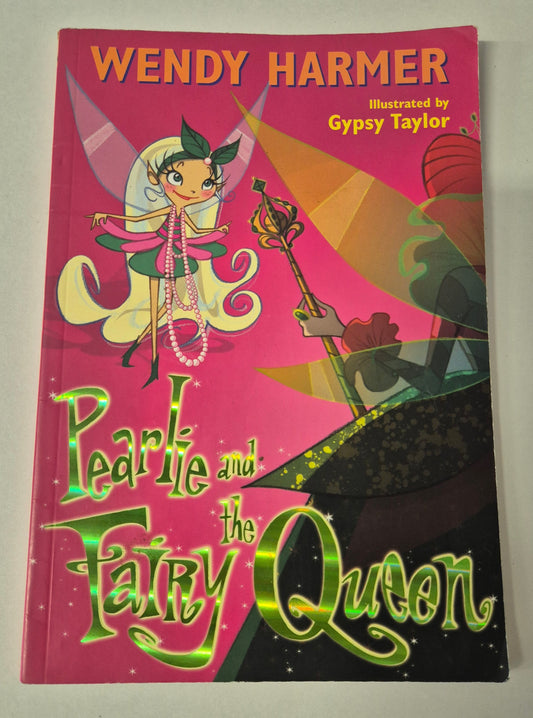 WENDY HARMER
Illustrated by
Gypsy Taylor
Pearlie and
the
Fairy Queen